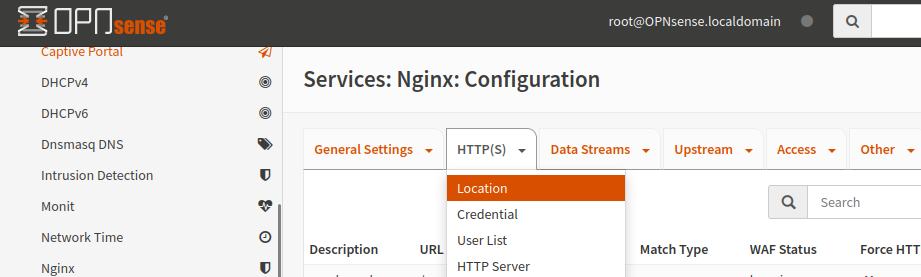 OPNsense
root@OPNsense.localdomain
Captive Portal
DHCPv4
DHCPv6
Dnsmasq DNS
Intrusion Detection
Monit
Network Time
Nginx
Services: Nginx: Configuration
General Settings
HTTP(S)
Data Streams
Upstream
Access
Other
Location
Credential
User List
HTTP Server
Search
Description
URL
Match Type
WAF Status
Force HTT